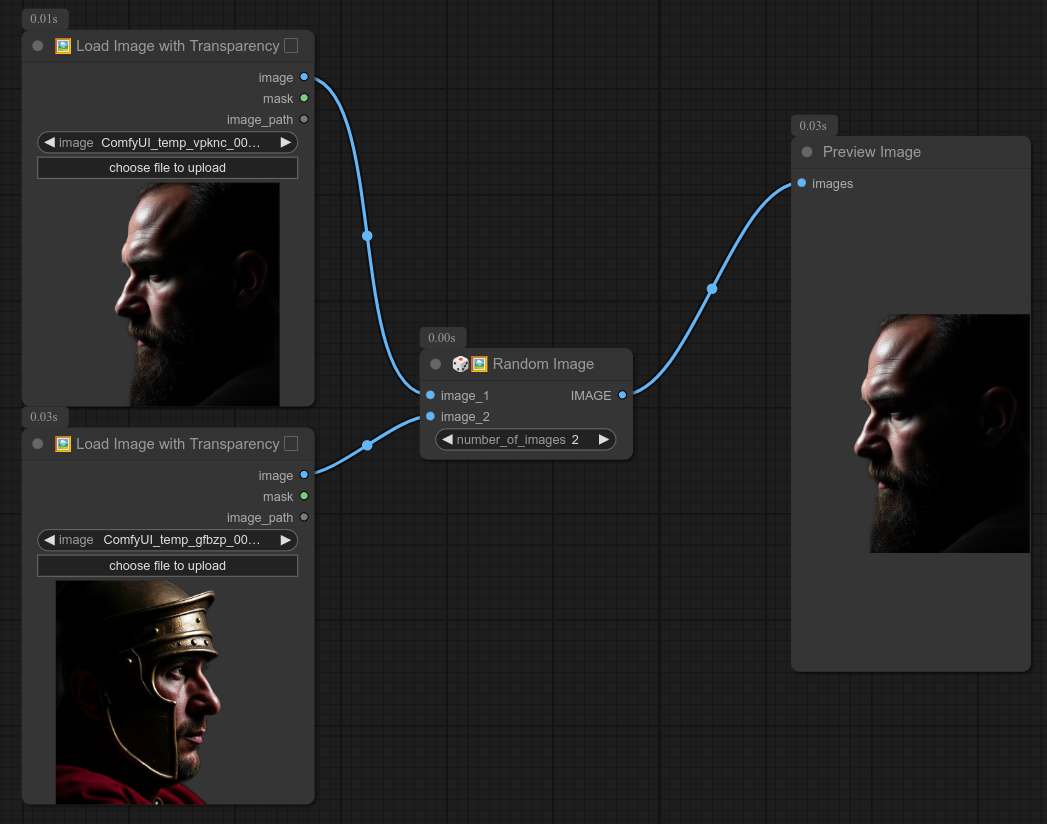 0.01s
Load Image with Transparency
image
mask
image_path
image ComfyUI_temp_vpknc_00…
choose file to upload
0.03s
Load Image with Transparency
image
mask
image_path
image ComfyUI_temp_gfbzp_00…
choose file to upload
0.00s
Random Image
image_1 IMAGE
image_2
number_of_images 2
0.03s
Preview Image
images